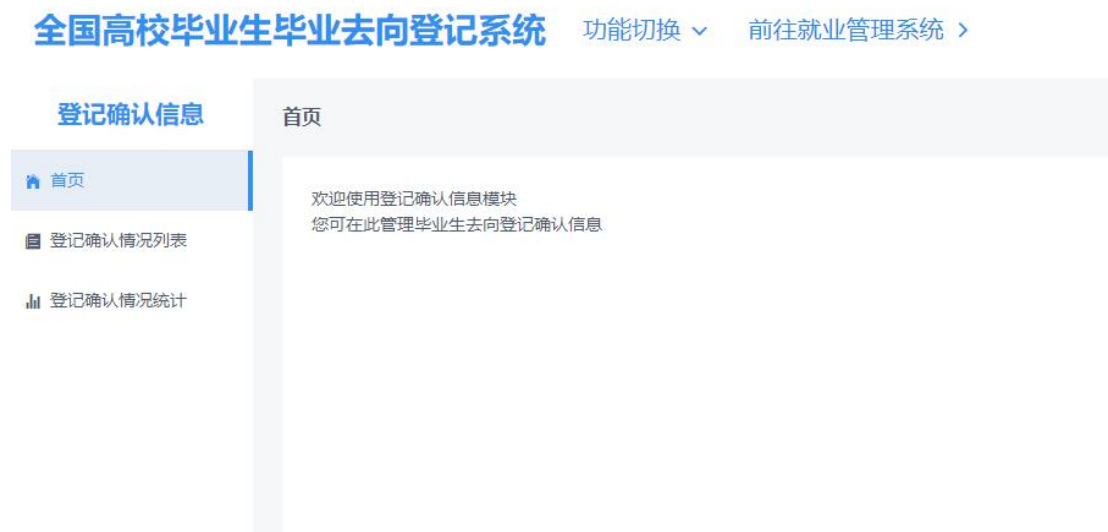 全国高校毕业生毕业去向登记系统 功能切换 前往就业管理系统
登记确认信息
首页
首页
登记确认情况列表
登记确认情况统计
欢迎使用登记确认信息模块
您可在此管理毕业生去向登记确认信息